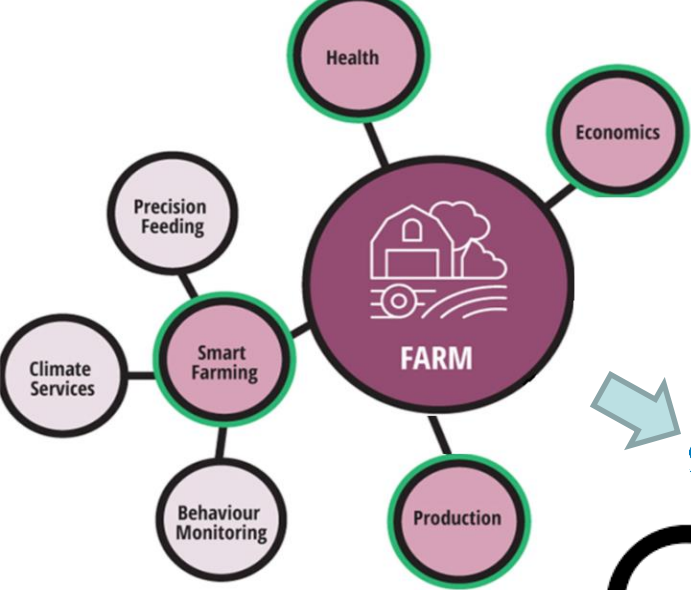 Health
Economics
Precision
Feeding
Smart
Farming
FARM
Climate
Services
Behaviour
Monitoring
Production